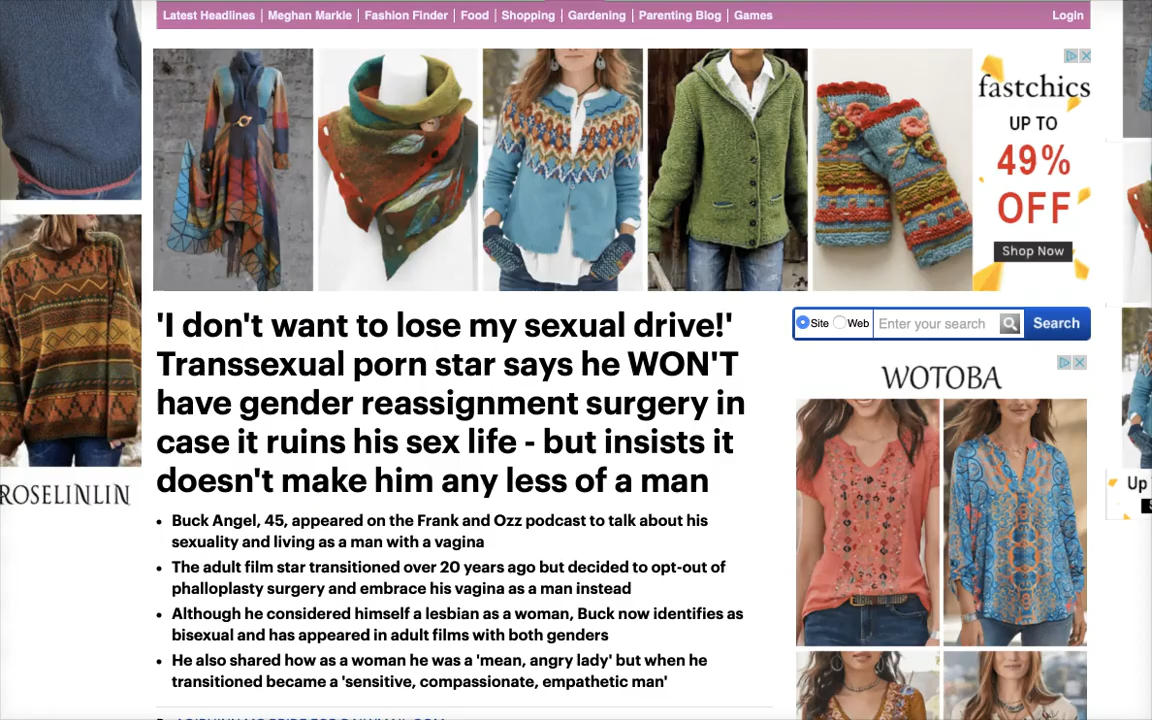 Latest Headlines | Meghan Markle | Fashion Finder | Food | Shopping | Gardening | Parenting Blog | Games
Login
fastchics
UP TO
49%
OFF
Shop Now
'I don't want to lose my sexual drive!'
Transsexual porn star says he WON'T
have gender reassignment surgery in
case it ruins his sex life - but insists it
doesn't make him any less of a man
• Buck Angel, 45, appeared on the Frank and Ozz podcast to talk about his
sexuality and living as a man with a vagina
• The adult film star transitioned over 20 years ago but decided to opt-out of
phalloplasty surgery and embrace his vagina as a man instead
• Although he considered himself a lesbian as a woman, Buck now identifies as
bisexual and has appeared in adult films with both genders
• He also shared how as a woman he was a 'mean, angry lady' but when he
transitioned became a 'sensitive, compassionate, empathetic man'
Site Web Enter your search Search
WOTOBA
ROSELINLIN
Up